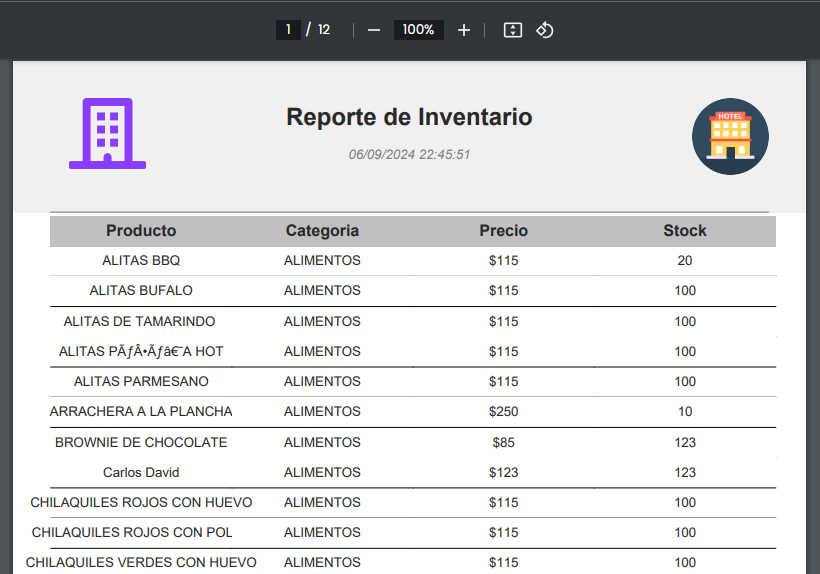 1 / 12 100%
Reporte de Inventario
06/09/2024 22:45:51
HOTEL
Producto Categoria Precio Stock
ALITAS BBQ ALIMENTOS $115 20
ALITAS BUFALO ALIMENTOS $115 100
ALITAS DE TAMARINDO ALIMENTOS $115 100
ALITAS PÃƒÂ•Ãƒâ€˜A HOT ALIMENTOS $115 100
ALITAS PARMESANO ALIMENTOS $115 100
ARRACHERA A LA PLANCHA ALIMENTOS $250 10
BROWNIE DE CHOCOLATE ALIMENTOS $85 123
Carlos David ALIMENTOS $123 123
CHILAQUILES ROJOS CON HUEVO ALIMENTOS $115 100
CHILAQUILES ROJOS CON POL ALIMENTOS $115 100
CHILAQUILES VERDES CON HUEVO ALIMENTOS $115 100